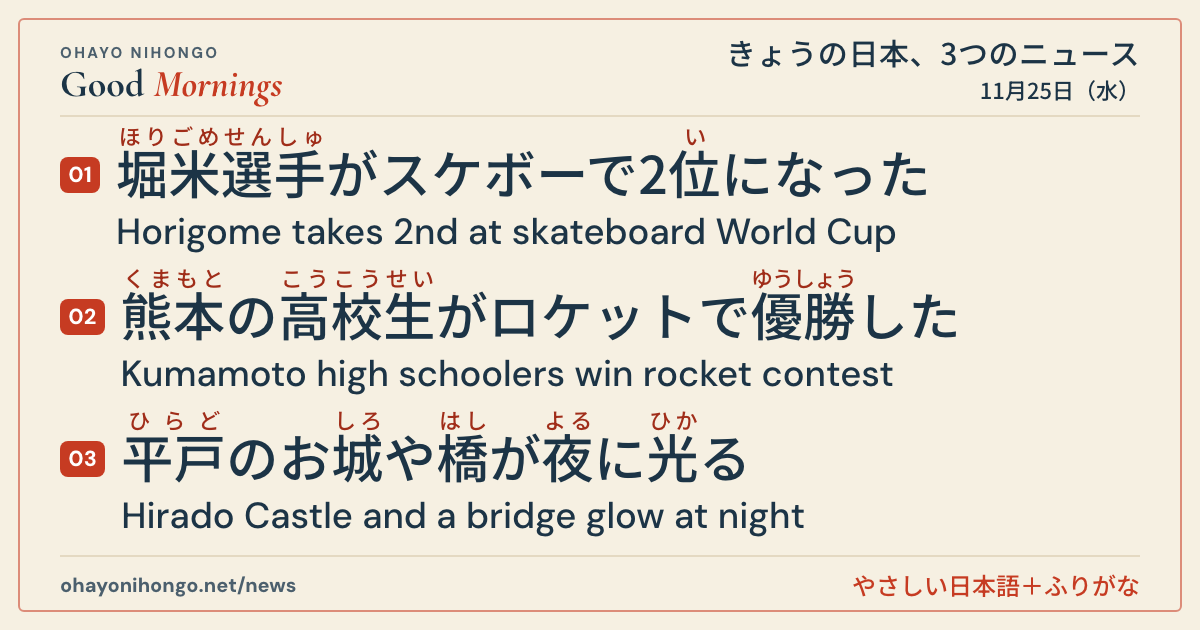 OHAYO NIHONGO
Good Mornings
きょうの日本、3つのニュース
11月25日（水）
ほりごめせんしゅ い
01 堀米選手がスケボーで2位になった
Horigome takes 2nd at skateboard World Cup
くまもと こうこうせい ゆうしょう
02 熊本の高校生がロケットで優勝した
Kumamoto high schoolers win rocket contest
ひらど しろ はし よる ひか
03 平戸のお城や橋が夜に光る
Hirado Castle and a bridge glow at night
ohayonihongo.net/news
やさしい日本語＋ふりがな